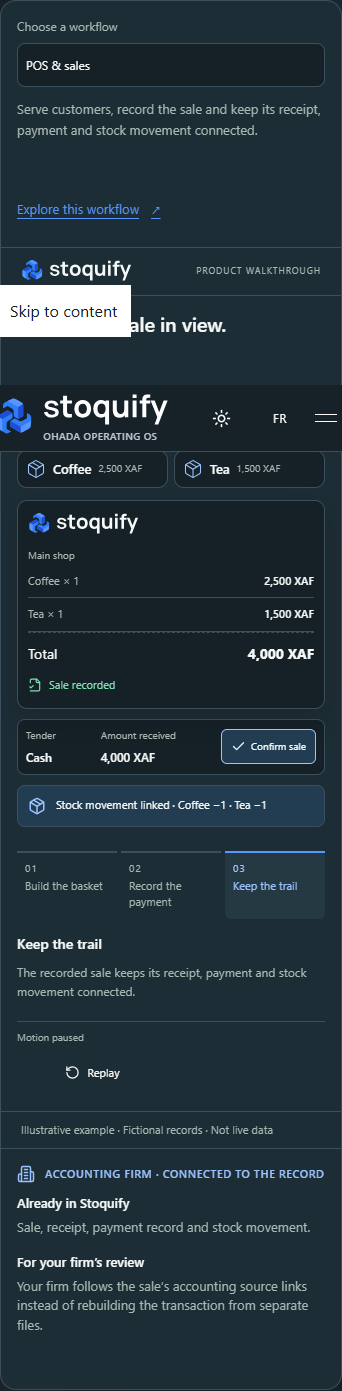 Choose a workflow
POS & sales
Serve customers, record the sale and keep its receipt,
payment and stock movement connected.
Explore this workflow ↗
stoquify
PRODUCT WALKTHROUGH
Skip to content
ale in view.
stoquify
OHADA OPERATING OS
FR
Coffee 2,500 XAF
Tea 1,500 XAF
stoquify
Main shop
Coffee × 1 2,500 XAF
Tea × 1 1,500 XAF
Total 4,000 XAF
Sale recorded
Tender
Cash
Amount received
4,000 XAF
Confirm sale
Stock movement linked · Coffee −1 · Tea −1
01
Build the basket
02
Record the
payment
03
Keep the trail
Keep the trail
The recorded sale keeps its receipt, payment and stock
movement connected.
Motion paused
Replay
Illustrative example · Fictional records · Not live data
ACCOUNTING FIRM · CONNECTED TO THE RECORD
Already in Stoquify
Sale, receipt, payment record and stock movement.
For your firm's review
Your firm follows the sale's accounting source links
instead of rebuilding the transaction from separate
files.